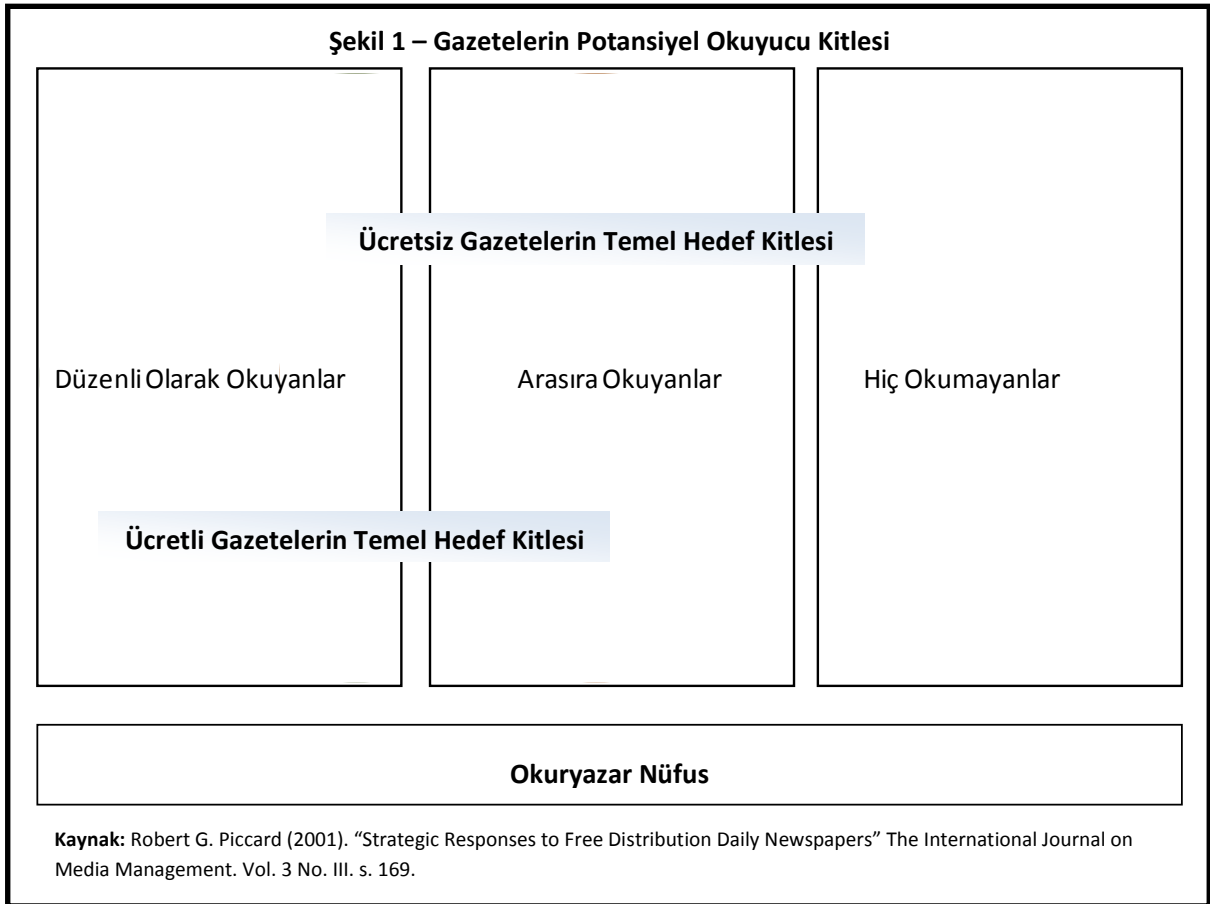 Şekil 1 – Gazetelerin Potansiyel Okuyucu Kitlesi
Ücretsiz Gazetelerin Temel Hedef Kitlesi
Düzenli Olarak Okuyanlar
Arasıra Okuyanlar
Hiç Okumayanlar
Ücretli Gazetelerin Temel Hedef Kitlesi
Okuryazar Nüfus
Kaynak: Robert G. Piccard (2001). “Strategic Responses to Free Distribution Daily Newspapers” The International Journal on
Media Management. Vol. 3 No. III. s. 169.